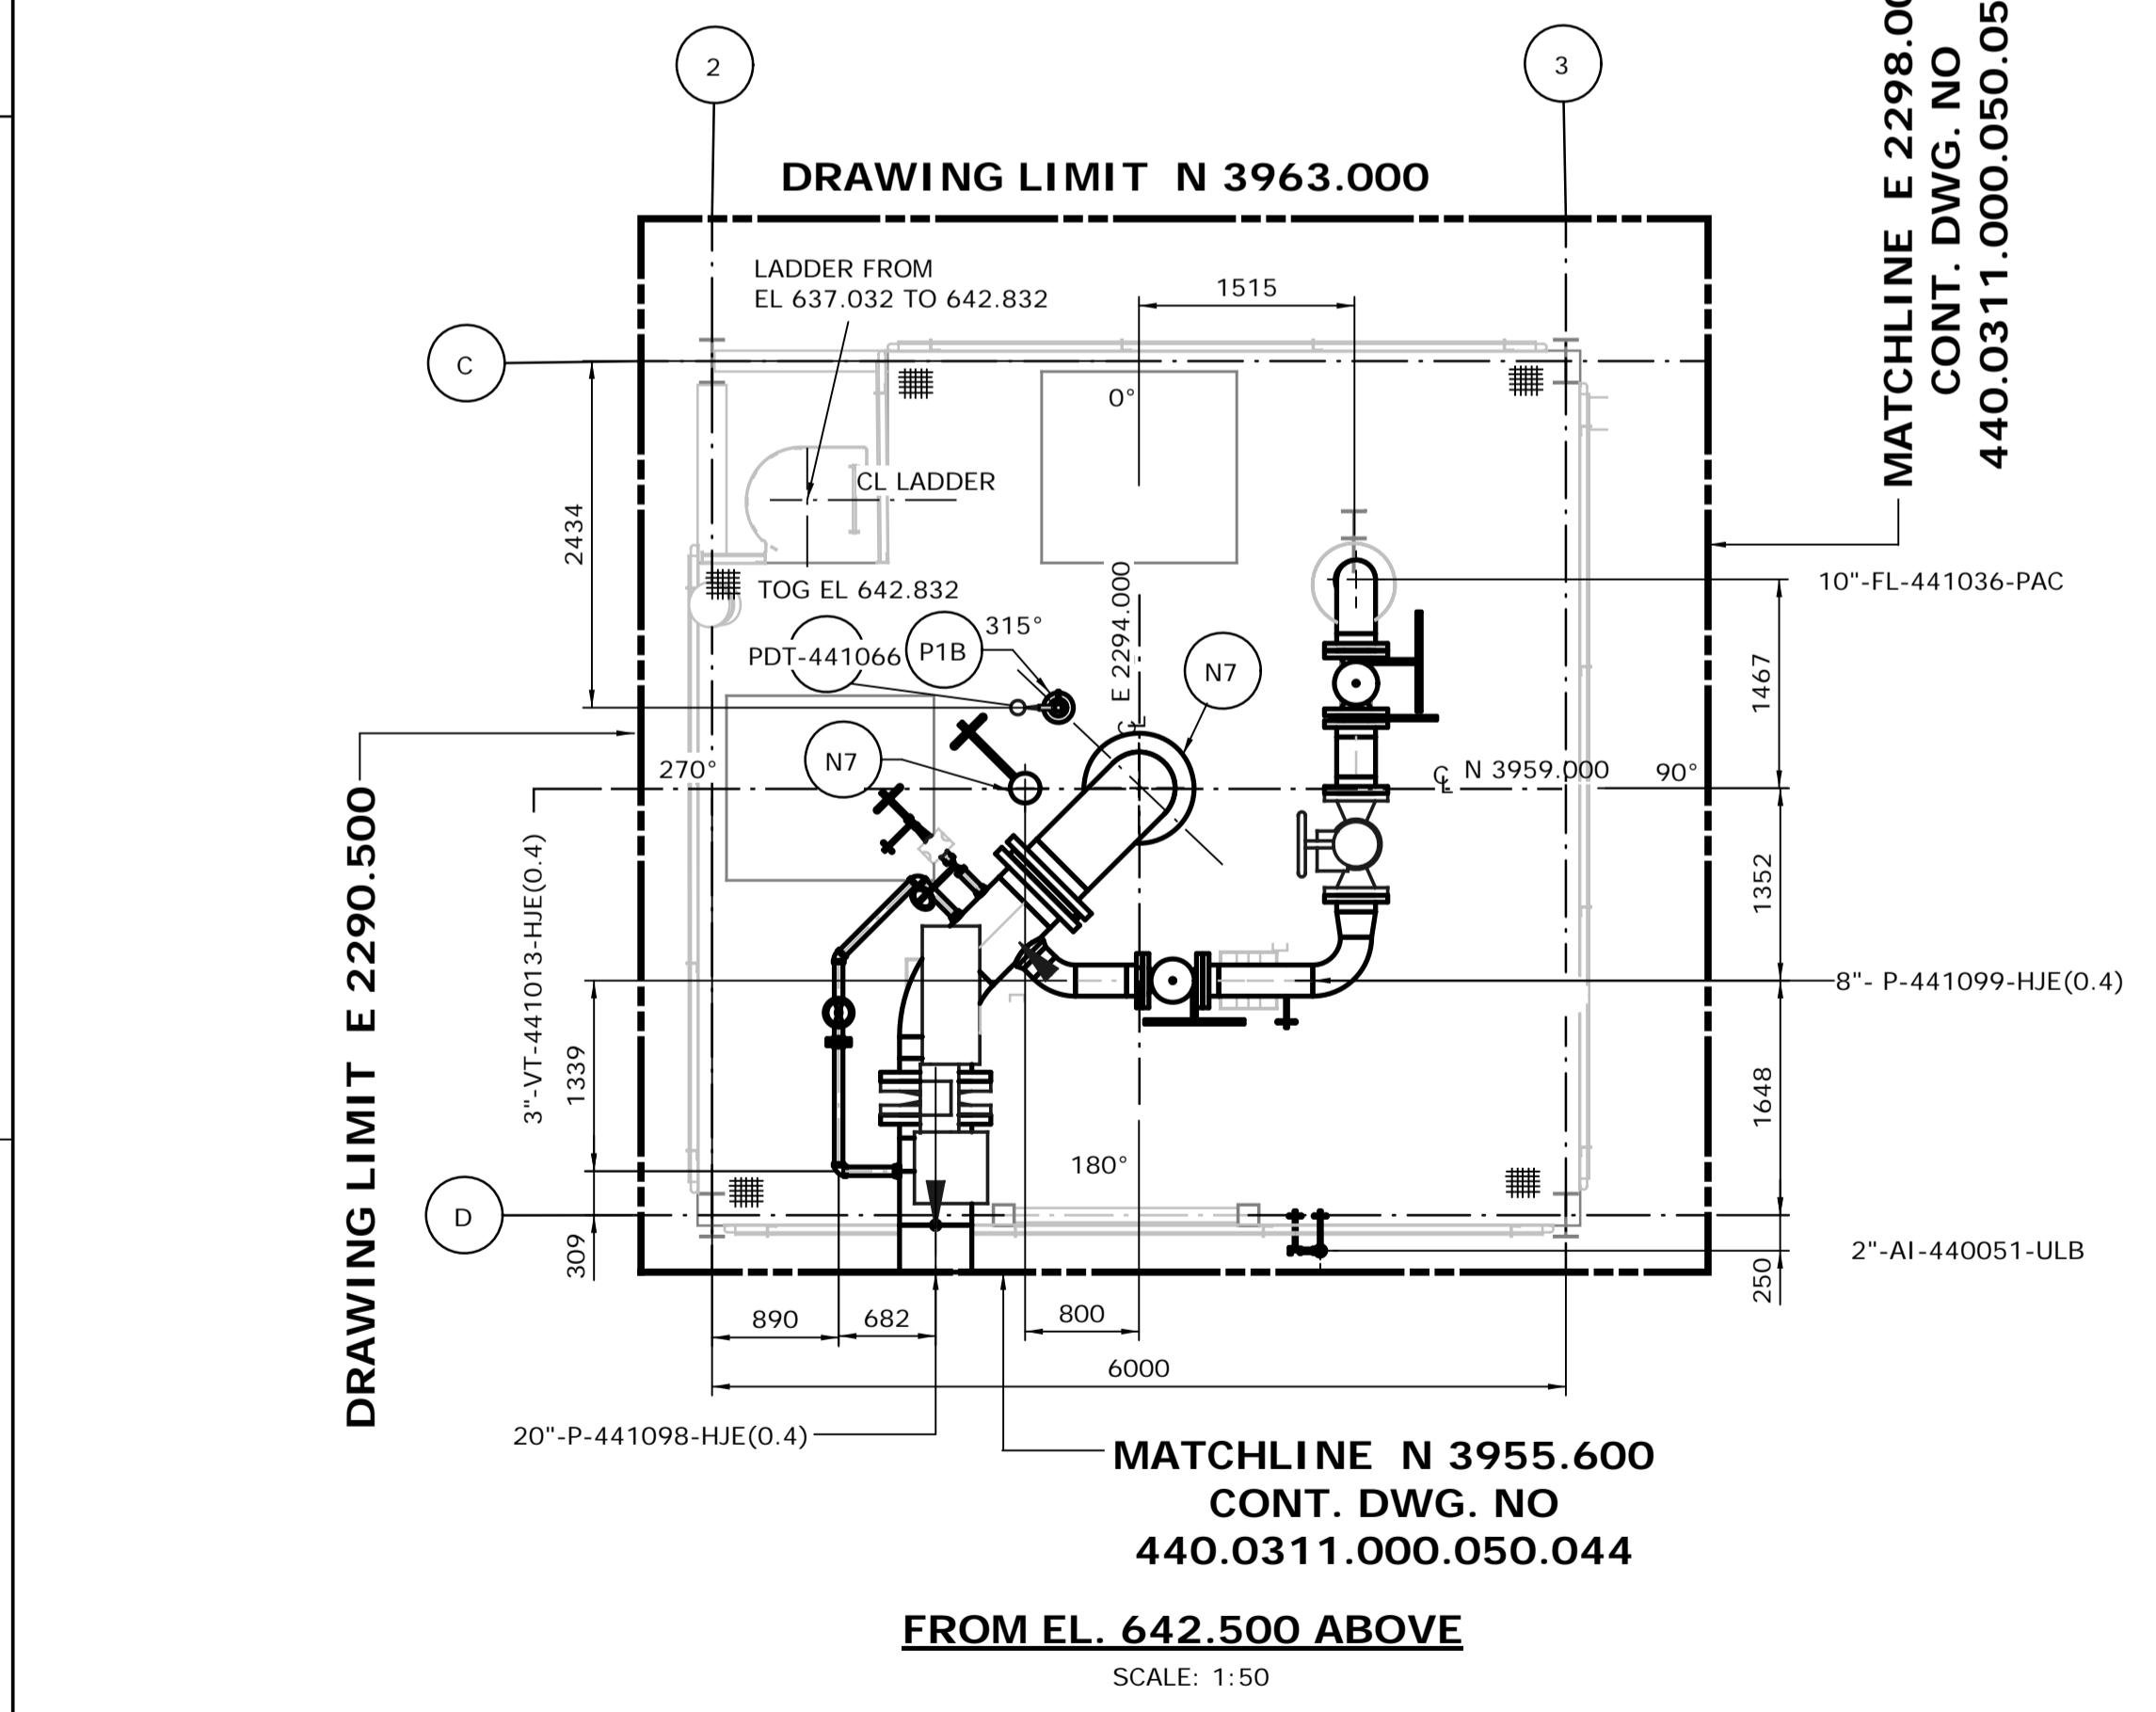 2
3
DRAWING LIMIT N 3963.000
MATCHLINE E 2298.00
CONT. DWG. NO
440.0311.000.050.05
LADDER FROM
EL 637.032 TO 642.832
1515
C
0°
CL LADDER
2434
TOG EL 642.832
10"-FL-441036-PAC
315°
P1B
PDT-441066
E 2294.000
CL
N7
1467
N7
270°
CL N 3959.000
90°
DRAWING LIMIT E 2290.500
3"-VT-441013-HJE(0.4)
1352
8"- P-441099-HJE(0.4)
1339
1648
180°
D
309
2"-AI-440051-ULB
250
890
682
800
6000
20"-P-441098-HJE(0.4)
MATCHLINE N 3955.600
CONT. DWG. NO
440.0311.000.050.044
FROM EL. 642.500 ABOVE
SCALE: 1:50